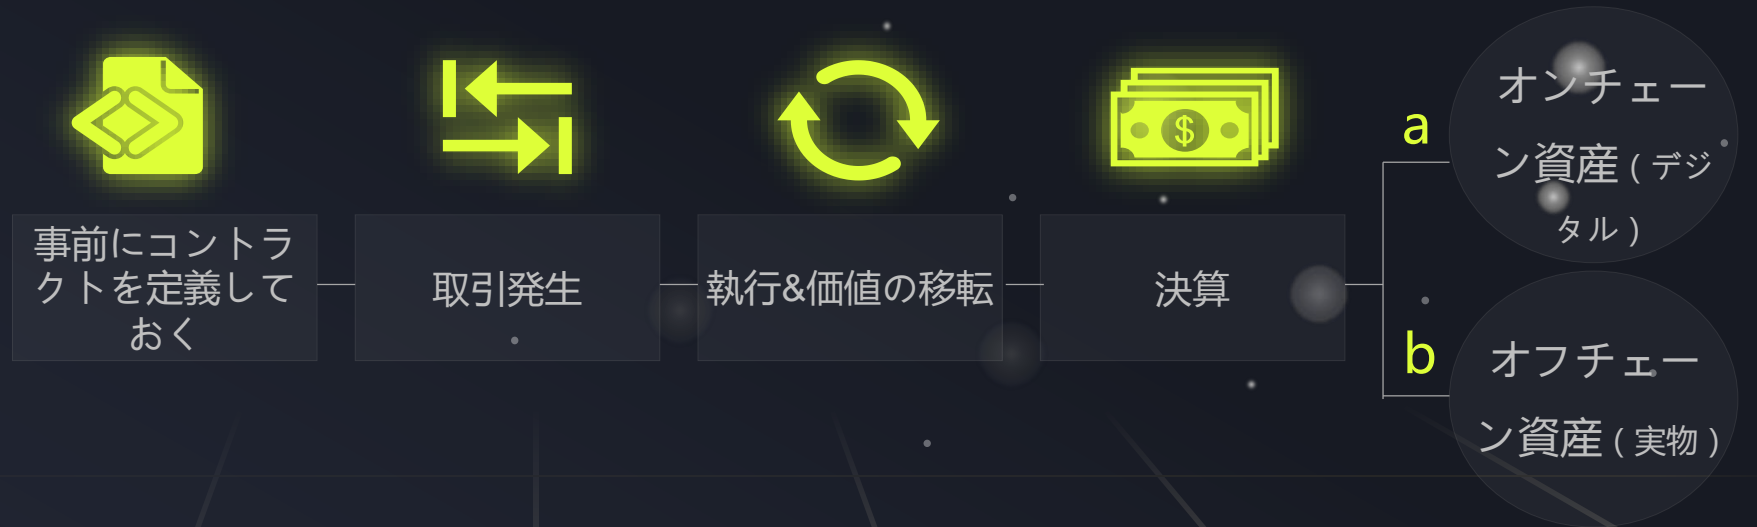 事前にコントラ
クトを定義して
おく
取引発生
執行&価値の移転
決算
a
オンチェー
ン資産 ( デジ
タル )
b
オフチェー
ン資産 ( 実物 )